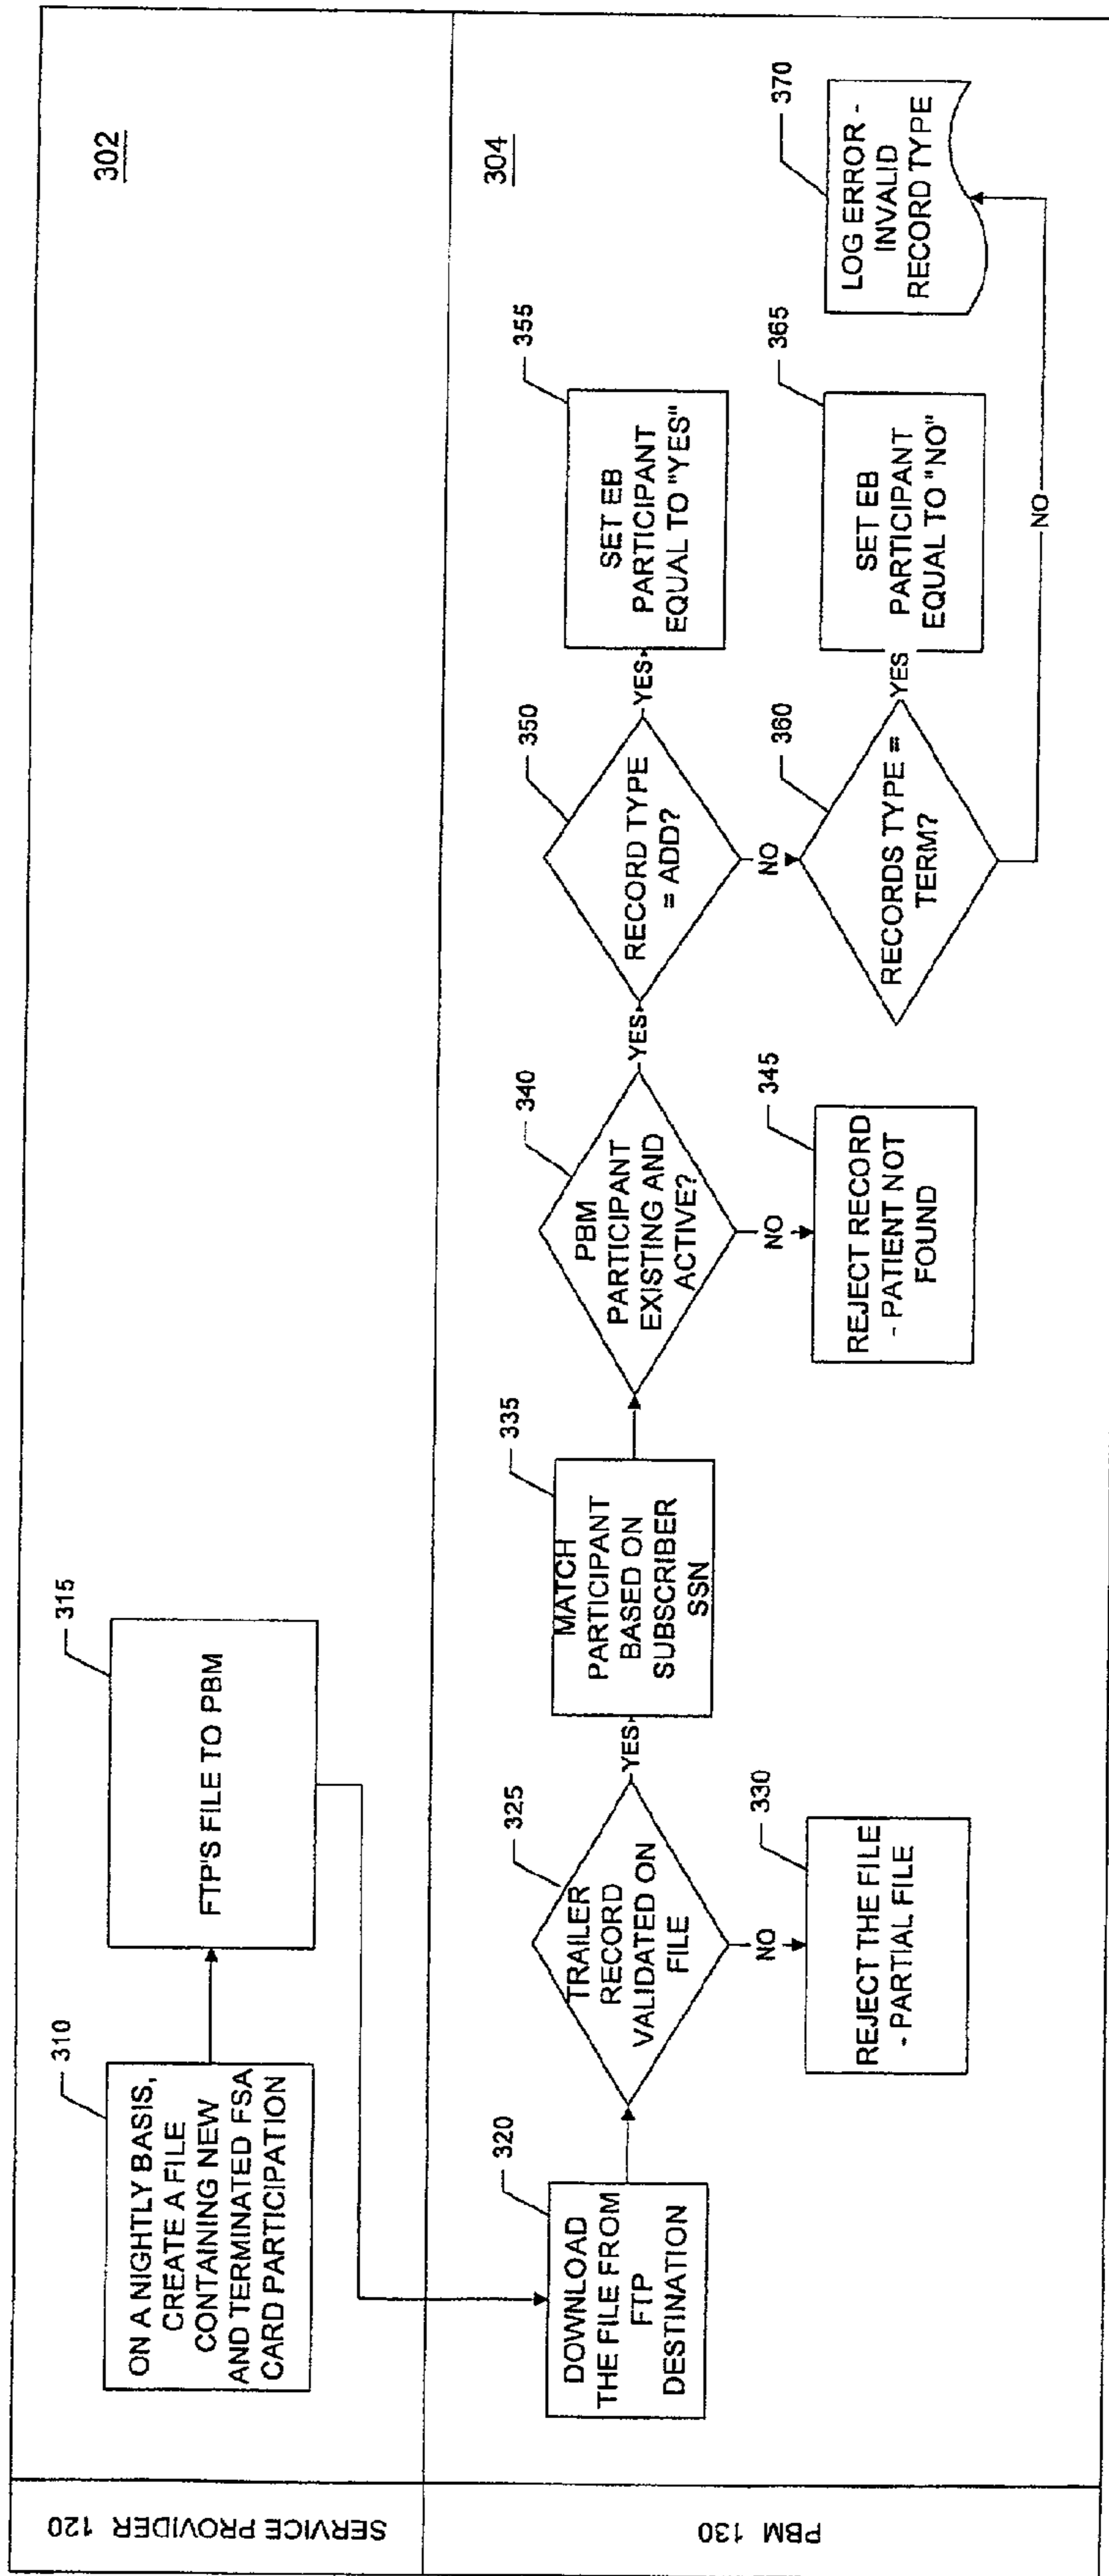 SERVICE PROVIDER 120
302
310
ON A NIGHTLY BASIS,
CREATE A FILE
CONTAINING NEW
AND TERMINATED FSA
CARD PARTICIPATION
315
FTP'S FILE TO PBM
PBM 130
304
320
DOWNLOAD
THE FILE FROM
FTP
DESTINATION
325
TRAILER
RECORD
VALIDATED ON
FILE
NO
330
REJECT THE FILE
- PARTIAL FILE
YES
335
MATCH
PARTICIPANT
BASED ON
SUBSCRIBER
SSN
340
PBM
PARTICIPANT
EXISTING AND
ACTIVE?
NO
345
REJECT RECORD
- PATIENT NOT
FOUND
YES
350
RECORD TYPE
= ADD?
YES
355
SET EB
PARTICIPANT
EQUAL TO "YES"
NO
360
RECORDS TYPE =
TERM?
YES
365
SET EB
PARTICIPANT
EQUAL TO "NO"
NO
370
LOG ERROR -
INVALID
RECORD TYPE